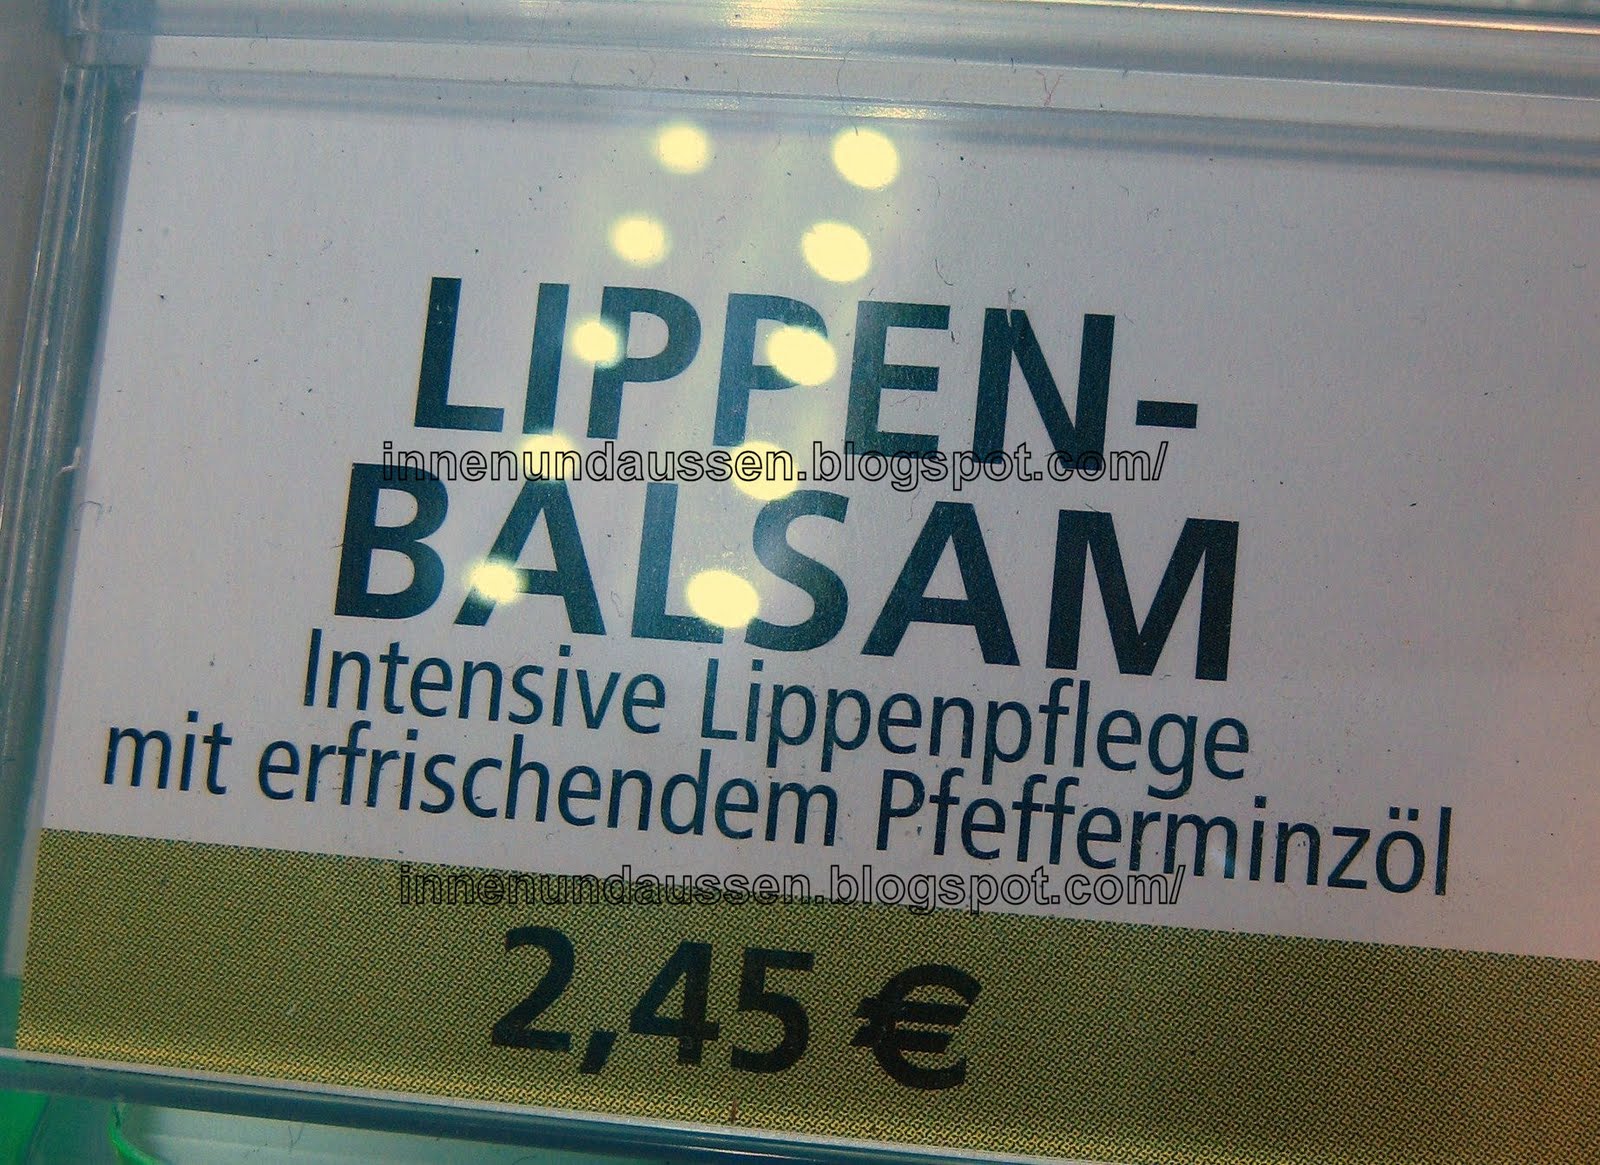 LIPPEN-
innenundaussen.blogspot.com/
BALSAM
Intensive Lippenpflege
mit erfrischendem Pfefferminzöl
innenundaussen.blogspot.com/
2,45 €